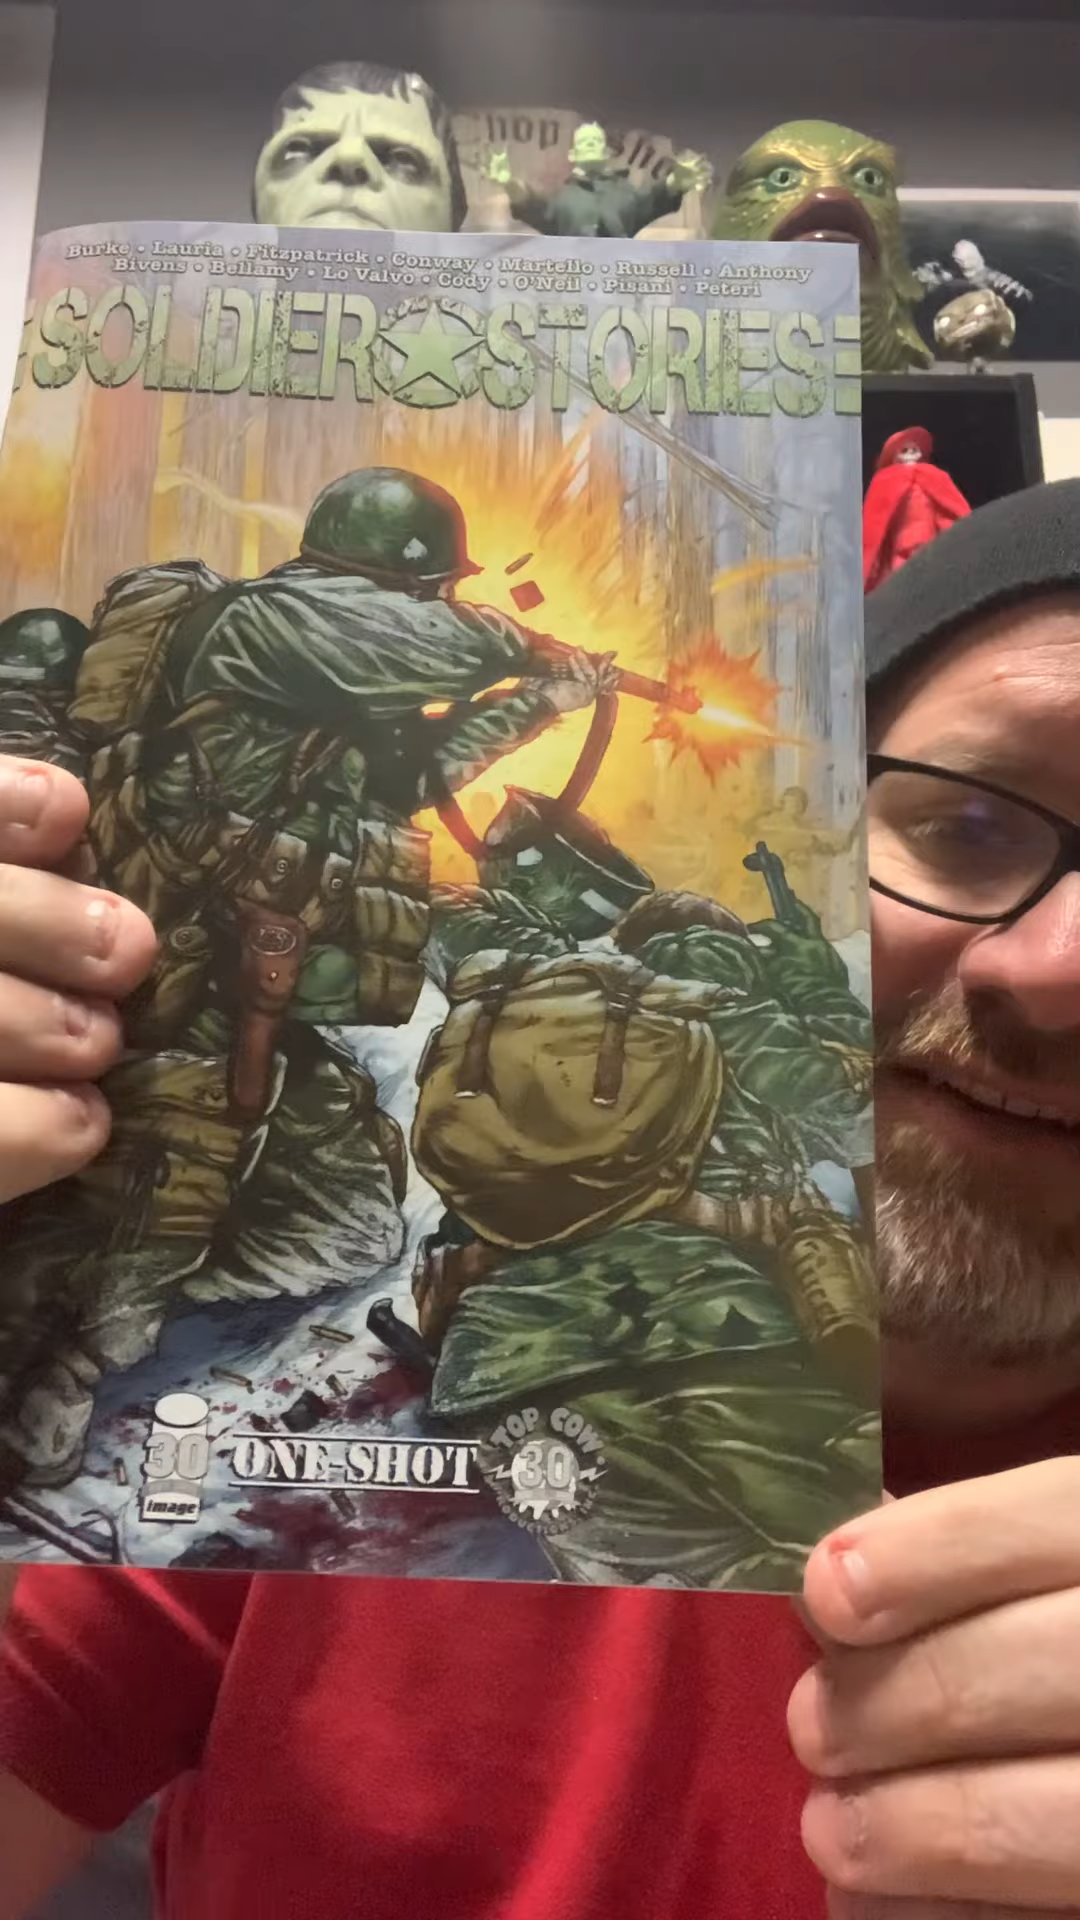 Burke • Lauria • Fitzpatrick • Conway • Martello • Russell • Anthony
Bivens • Bellamy • Lo Valvo • Cody • O'Neil • Pisani • Peteri
SOLDIER STORIES
30
image
ONE-SHOT
TOP COW
30